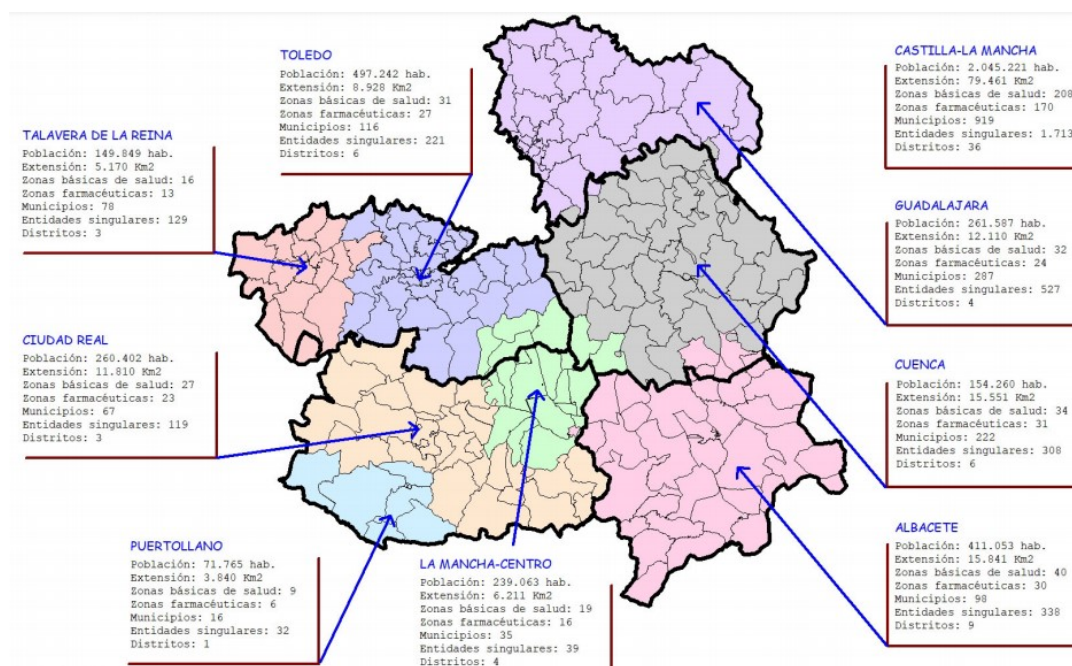 TOLEDO
Población: 497.242 hab.
Extensión: 8.928 Km2
Zonas básicas de salud: 31
Zonas farmacéuticas: 27
Municipios: 116
Entidades singulares: 221
Distritos: 6
CASTILLA-LA MANCHA
Población: 2.045.221 hab.
Extensión: 79.461 Km2
Zonas básicas de salud: 208
Zonas farmacéuticas: 170
Municipios: 919
Entidades singulares: 1.713
Distritos: 36
TALAVERA DE LA REINA
Población: 149.849 hab.
Extensión: 5.170 Km2
Zonas básicas de salud: 16
Zonas farmacéuticas: 13
Municipios: 78
Entidades singulares: 129
Distritos: 3
GUADALAJARA
Población: 261.587 hab.
Extensión: 12.110 Km2
Zonas básicas de salud: 32
Zonas farmacéuticas: 24
Municipios: 287
Entidades singulares: 527
Distritos: 4
CIUDAD REAL
Población: 260.402 hab.
Extensión: 11.810 Km2
Zonas básicas de salud: 27
Zonas farmacéuticas: 23
Municipios: 67
Entidades singulares: 119
Distritos: 3
CUENCA
Población: 154.260 hab.
Extensión: 15.551 Km2
Zonas básicas de salud: 34
Zonas farmacéuticas: 31
Municipios: 222
Entidades singulares: 308
Distritos: 6
PUERTOLLANO
Población: 71.765 hab.
Extensión: 3.840 Km2
Zonas básicas de salud: 9
Zonas farmacéuticas: 6
Municipios: 16
Entidades singulares: 32
Distritos: 1
LA MANCHA-CENTRO
Población: 239.063 hab.
Extensión: 6.211 Km2
Zonas básicas de salud: 19
Zonas farmacéuticas: 16
Municipios: 35
Entidades singulares: 39
Distritos: 4
ALBACETE
Población: 411.053 hab.
Extensión: 15.841 Km2
Zonas básicas de salud: 40
Zonas farmacéuticas: 30
Municipios: 98
Entidades singulares: 338
Distritos: 9